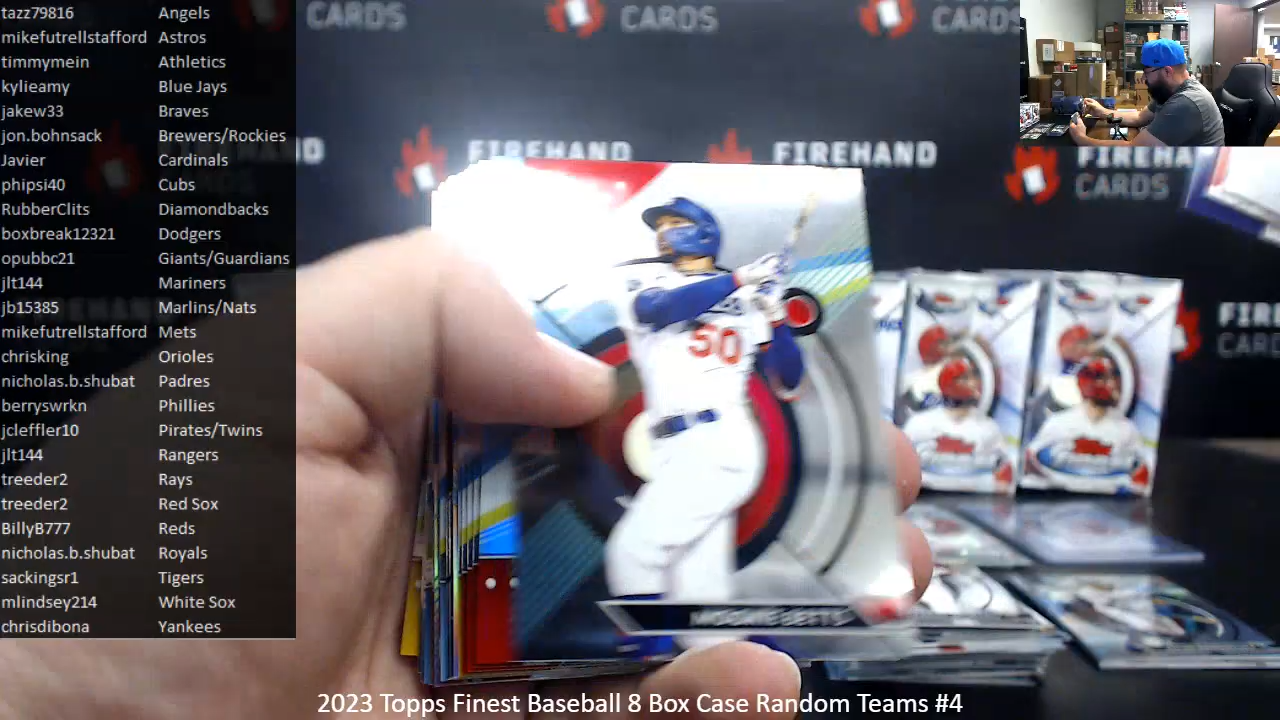 tazz79816 Angels
mikefutrellstafford Astros
timmymein Athletics
kylieamy Blue Jays
jakew33 Braves
jon.bohnsack Brewers/Rockies
Javier Cardinals
phipsi40 Cubs
RubberClits Diamondbacks
boxbreak12321 Dodgers
opubbc21 Giants/Guardians
jlt144 Mariners
jb15385 Marlins/Nats
mikefutrellstafford Mets
chrisking Orioles
nicholas.b.shubat Padres
berryswrkn Phillies
jcleffler10 Pirates/Twins
jlt144 Rangers
treeder2 Rays
treeder2 Red Sox
BillyB777 Reds
nicholas.b.shubat Royals
sackingsr1 Tigers
mlindsey214 White Sox
chrisdibona Yankees
CARDS
CARDS
FIREHAND
FIREHAND
CARDS
50
MOOKIE BETTS
2023 Topps Finest Baseball 8 Box Case Random Teams #4